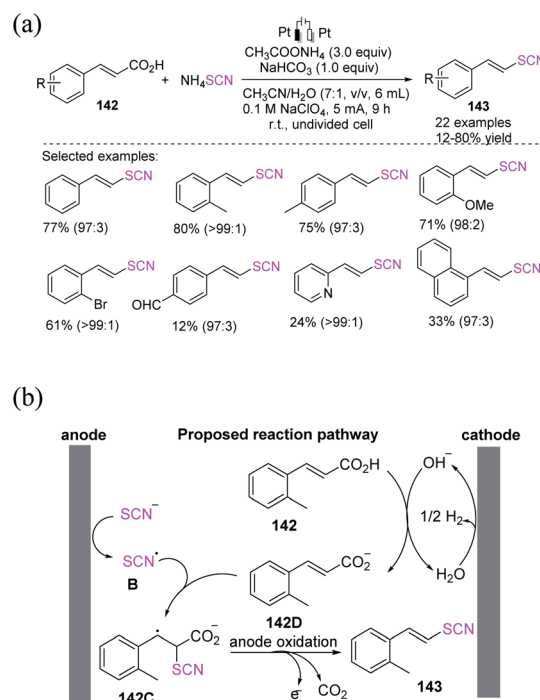 (a)
Pt Pt
CH₃COONH₄ (3.0 equiv)
NaHCO₃ (1.0 equiv)
CH₃CN/H₂O (7:1, v/v, 6 mL)
0.1 M NaClO₄, 5 mA, 9 h
r.t., undivided cell
R CO₂H
142
+ NH₄SCN
R SCN
143
22 examples
12-80% yield
Selected examples:
SCN SCN SCN SCN
OMe
77% (97:3) 80% (>99:1) 75% (97:3) 71% (98:2)
SCN SCN SCN SCN
Br OHC N
61% (>99:1) 12% (97:3) 24% (>99:1) 33% (97:3)
(b)
anode Proposed reaction pathway cathode
CO₂H OH⁻
SCN⁻ 142 1/2 H₂
SCN• CO₂⁻ H₂O
B
142D
CO₂⁻ anode oxidation SCN
SCN
142C e⁻ CO₂ 143